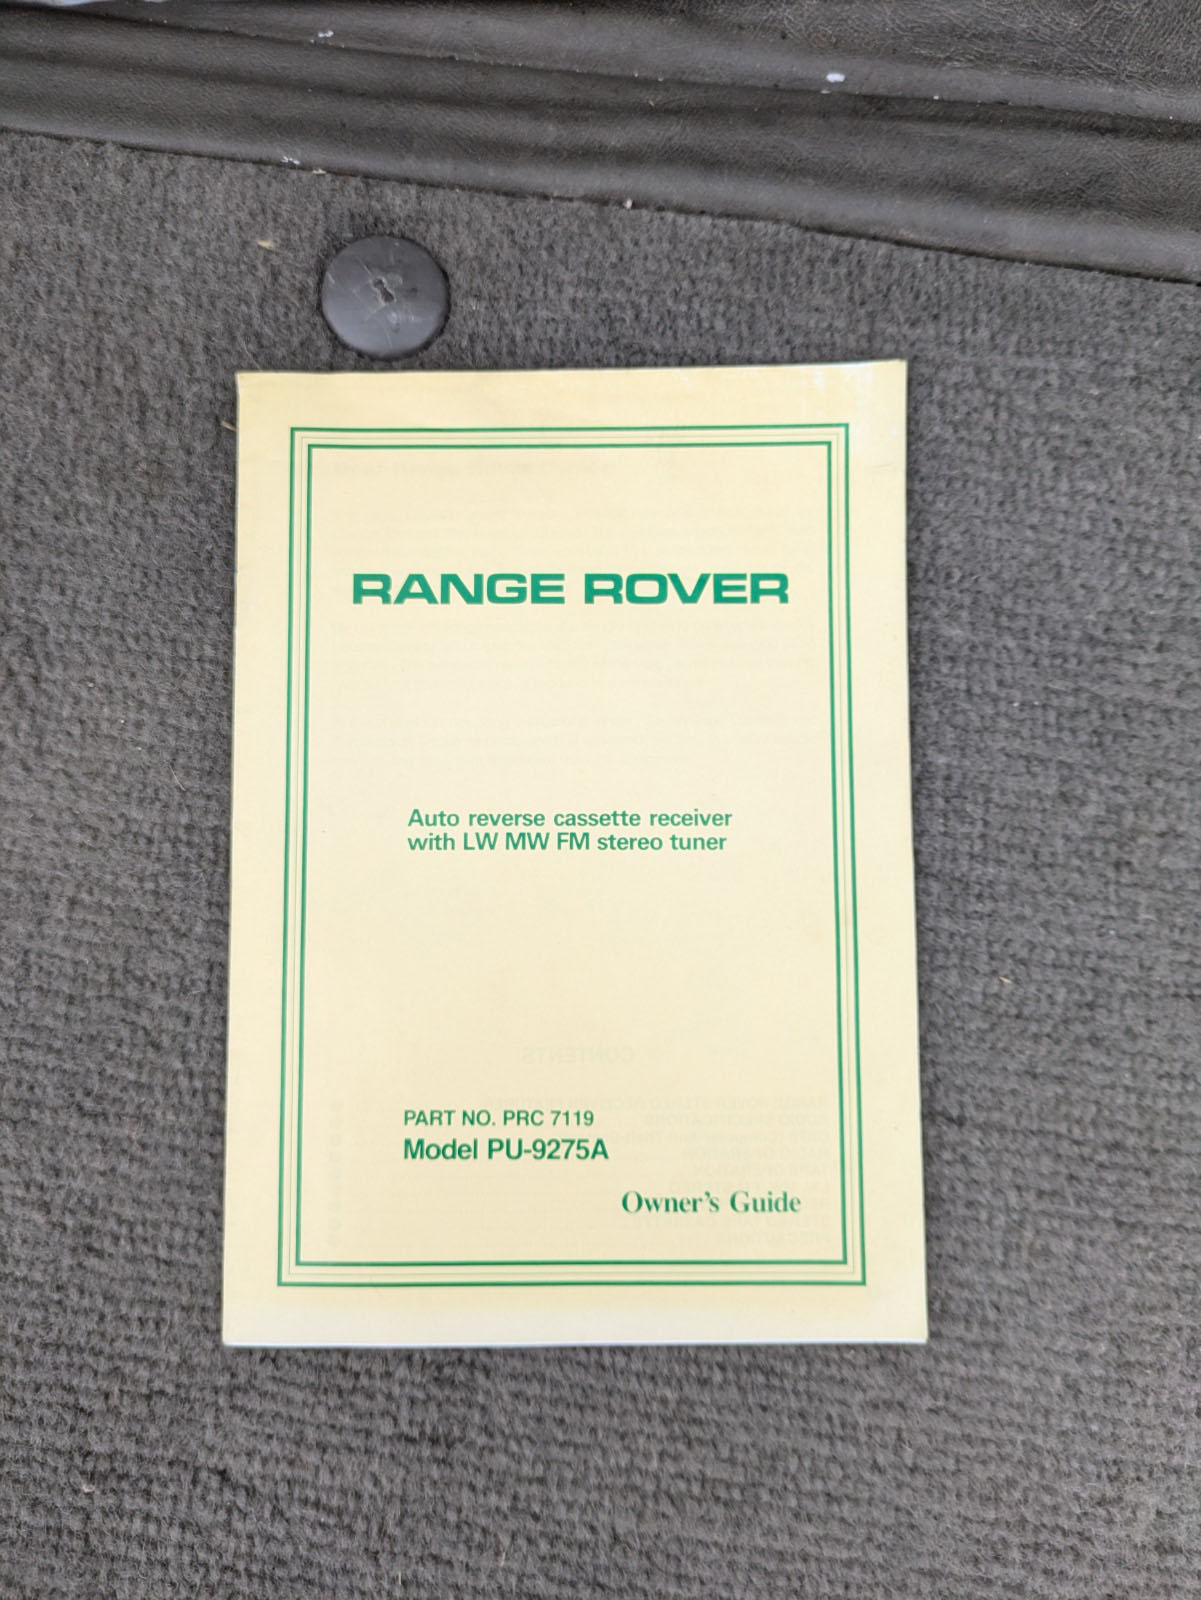 RANGE ROVER
Auto reverse cassette receiver
with LW MW FM stereo tuner
PART NO. PRC 7119
Model PU-9275A
Owner's Guide